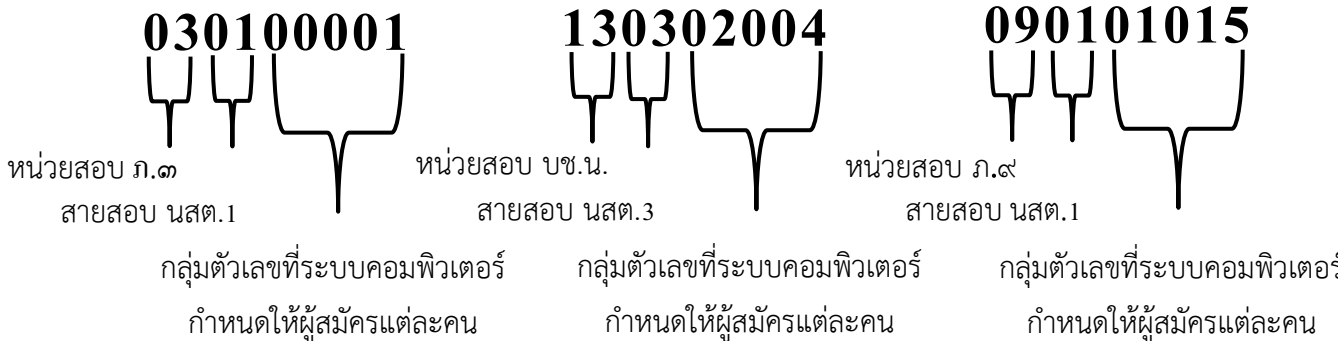 030100001
หน่วยสอบ ภ.๓
สายสอบ นสต.1
กลุ่มตัวเลขที่ระบบคอมพิวเตอร์
กำหนดให้ผู้สมัครแต่ละคน
130302004
หน่วยสอบ บช.น.
สายสอบ นสต.3
กลุ่มตัวเลขที่ระบบคอมพิวเตอร์
กำหนดให้ผู้สมัครแต่ละคน
090101015
หน่วยสอบ ภ.๙
สายสอบ นสต.1
กลุ่มตัวเลขที่ระบบคอมพิวเตอร์
กำหนดให้ผู้สมัครแต่ละคน